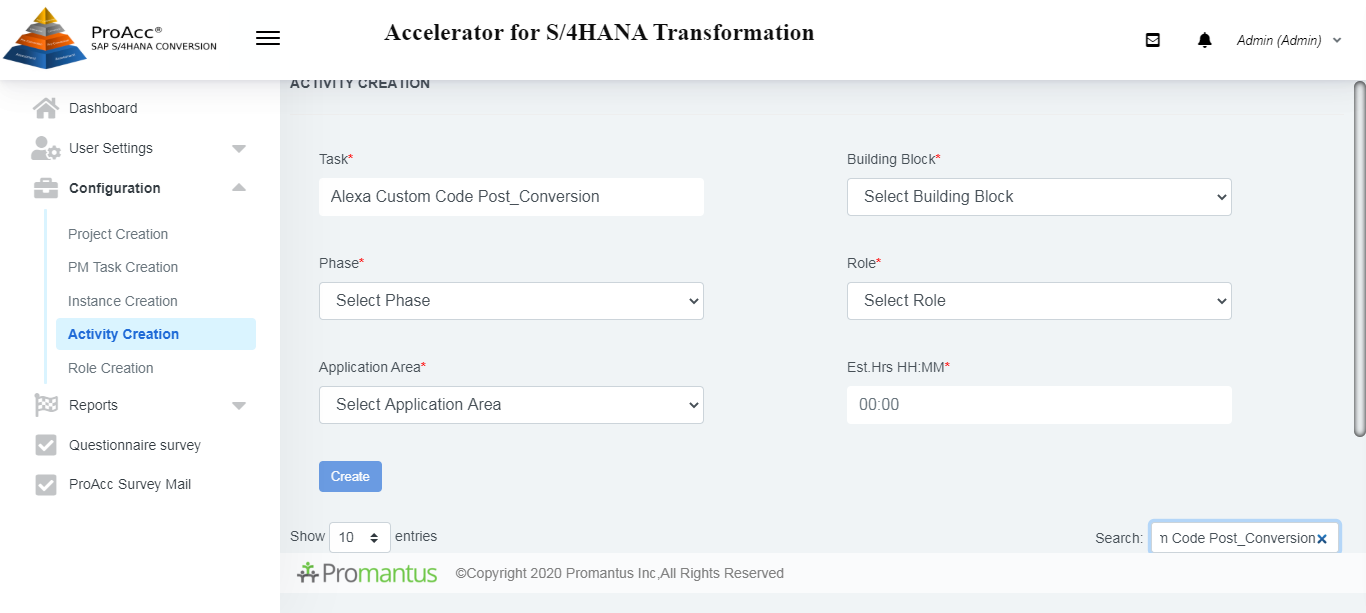 ProAcc®
SAP S/4HANA CONVERSION
Accelerator for S/4HANA Transformation
Admin (Admin)
Dashboard
User Settings
Configuration
Project Creation
PM Task Creation
Instance Creation
Activity Creation
Role Creation
Reports
Questionnaire survey
ProAcc Survey Mail
ACTIVITY CREATION
Task*
Building Block*
Alexa Custom Code Post_Conversion
Select Building Block
Phase*
Role*
Select Phase
Select Role
Application Area*
Est.Hrs HH:MM*
Select Application Area
00:00
Create
Show 10 entries
Search: n Code Post_Conversion
Promantus
©Copyright 2020 Promantus Inc,All Rights Reserved